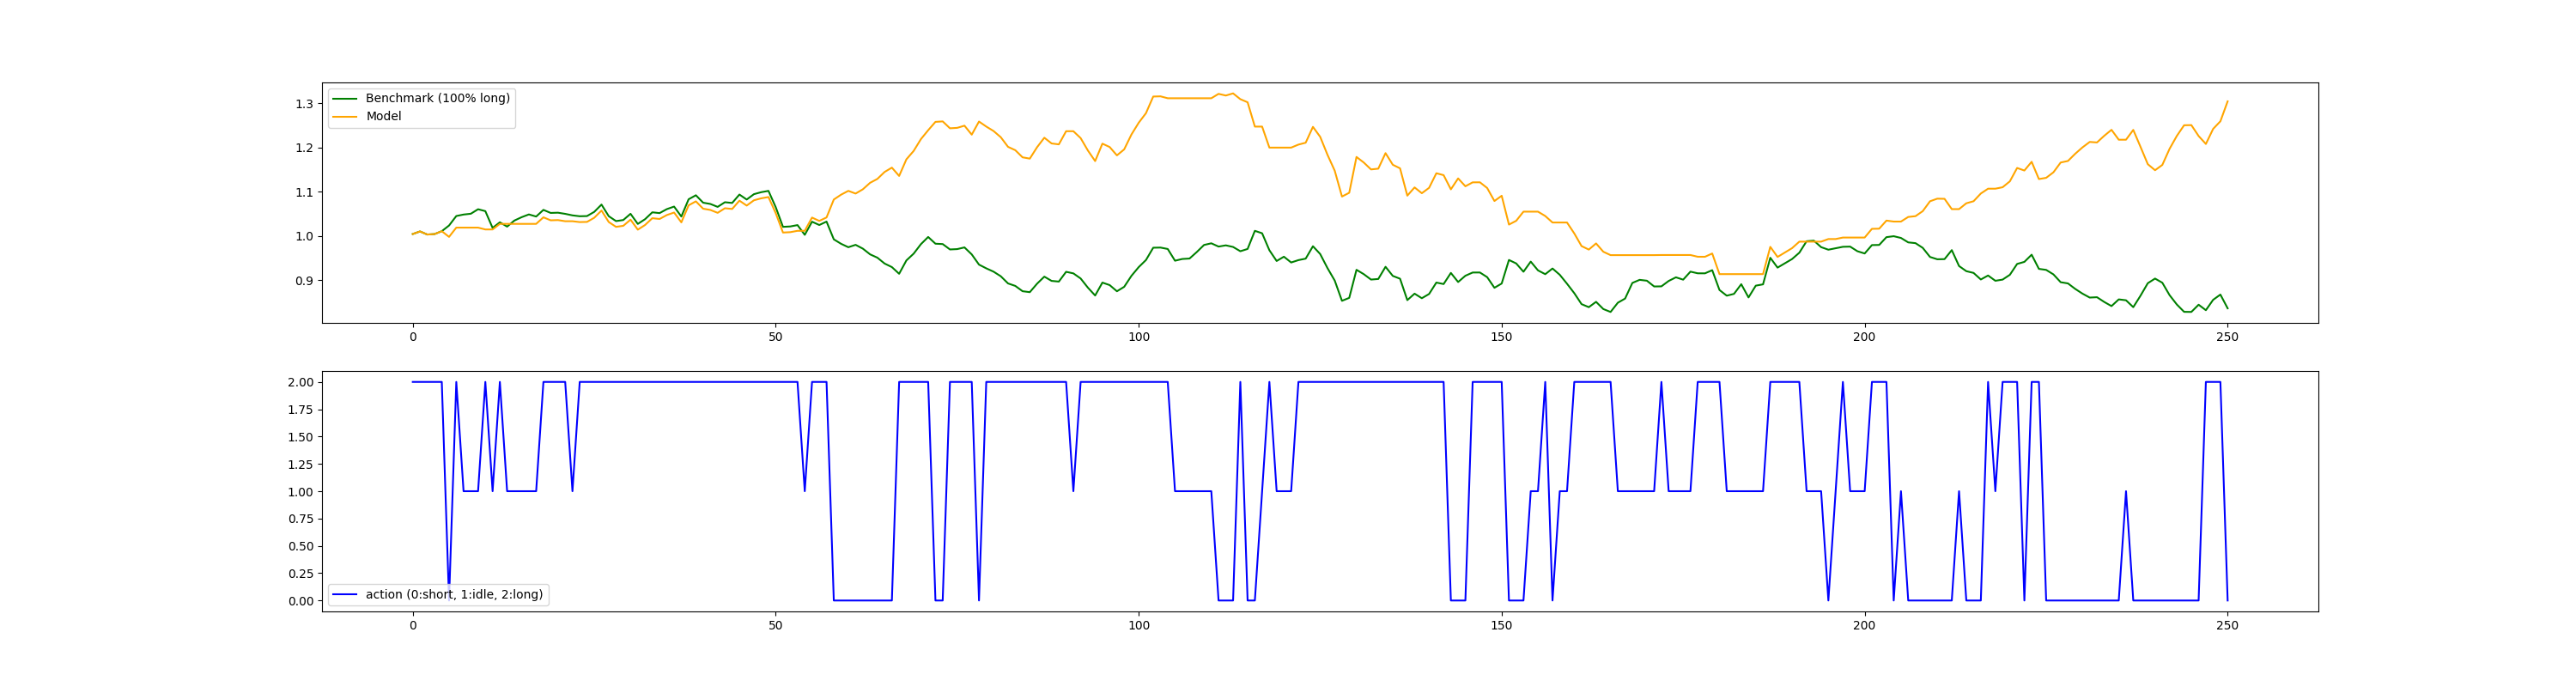 Benchmark (100% long)
Model
1.3
1.2
1.1
1.0
0.9
0 50 100 150 200 250
2.00
1.75
1.50
1.25
1.00
0.75
0.50
0.25
0.00
action (0:short, 1:idle, 2:long)
0 50 100 150 200 250